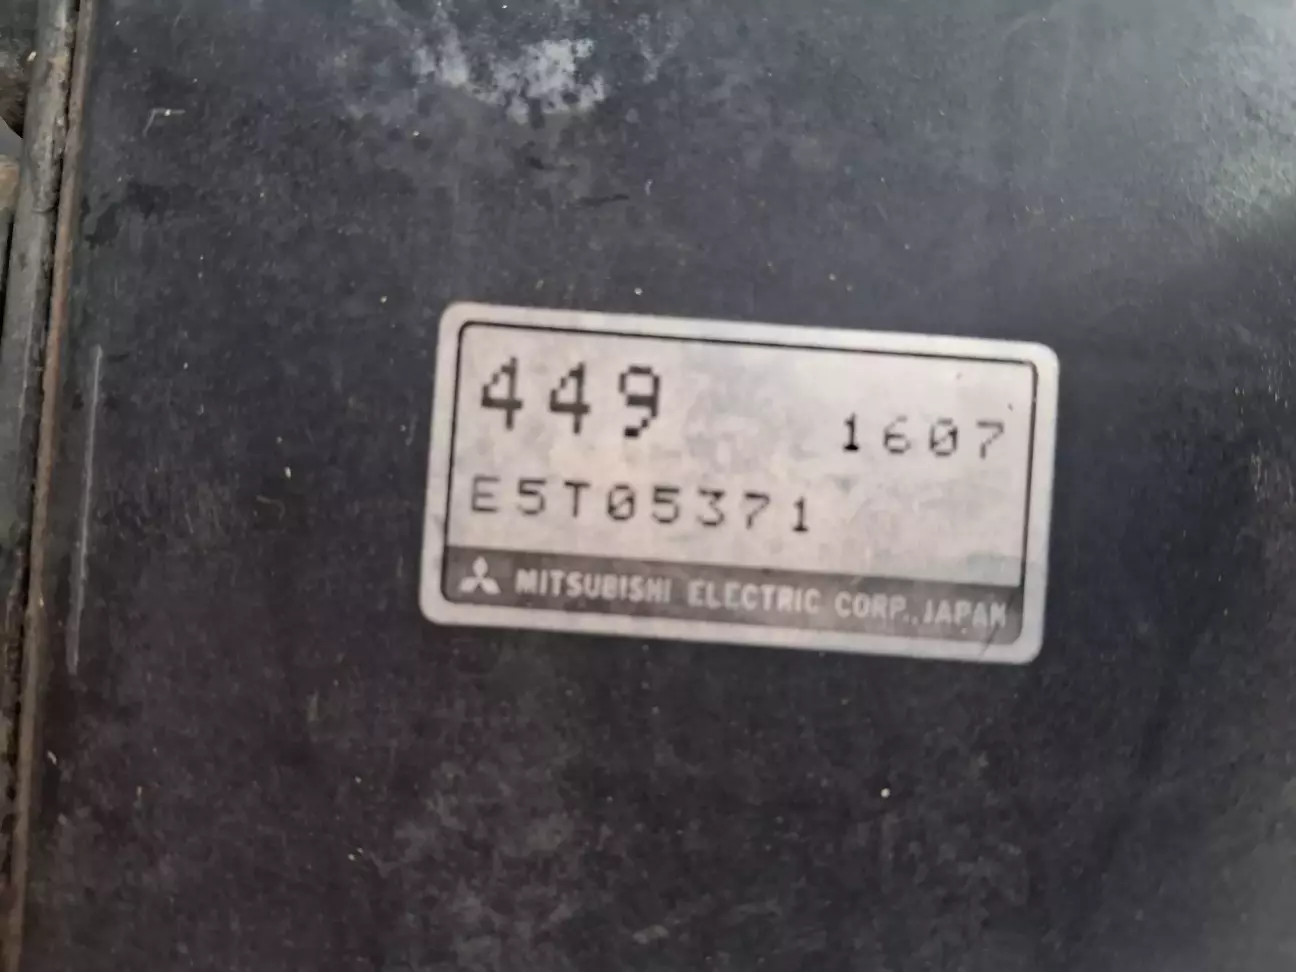 449
1607
E5T05371
MITSUBISHI ELECTRIC CORP., JAPAN